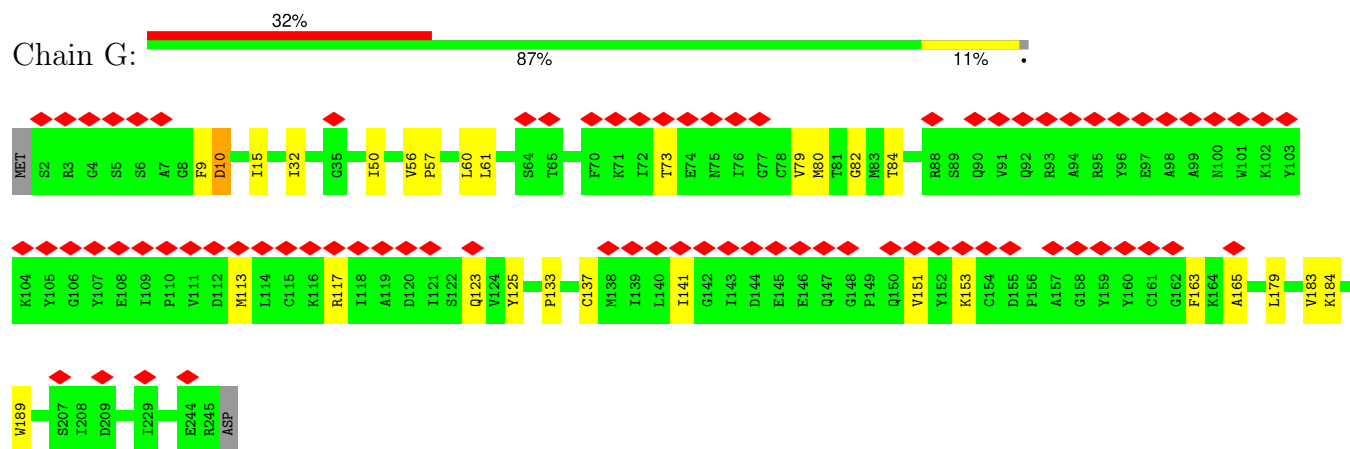 32%
Chain G:
87% 11% •
MET S2 R3 G4 S5 S6 A7 G8 F9 D10 I15 I32 G35 I50 V56 P57 L60 L61 S64 T65 F70 K71 I72 T73 E74 N75 I76 G77 C78 V79 M80 T81 G82 M83 T84 R88 S89 Q90 V91 Q92 R93 A94 R95 Y96 E97 A98 A99 N100 W101 K102 Y103
K104 Y105 G106 Y107 E108 I109 P110 V111 D112 M113 L114 C115 K116 R117 I118 A119 D120 I121 S122 Q123 V124 Y125 P133 C137 M138 I139 L140 I141 G142 I143 D144 E145 E146 Q147 G148 P149 Q150 V151 Y152 K153 C154 D155 P156 A157 G158 Y159 Y160 C161 G162 F163 K164 A165 L179 V183 K184
W189 S207 I208 D209 I229 E244 R245 ASP